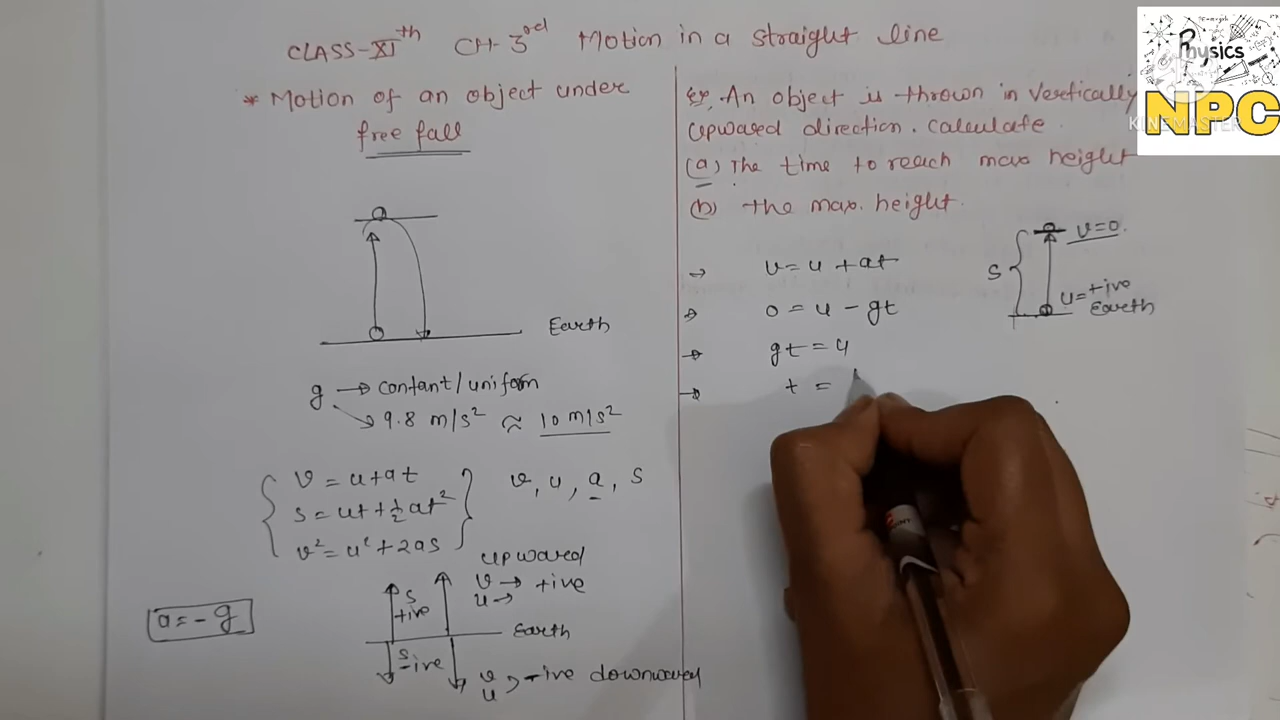 CLASS-XIth CH-3rd Motion in a straight line
* Motion of an object under
free fall
Earth
g → contant/uniform
↘ 9.8 m/s² ≈ 10 m/s²
v = u+at
s = ut+½at²
v² = u²+2as
v, u, a, s
a = -g
upward
v → +ive
u →
s
+ive
Earth
s
-ive
v
u
-ive downward
Ex. An object is thrown in vertically
upward direction. calculate
(a) The time to reach max height
(b) the max. height.
→ v = u + at
→ 0 = u - gt
→ gt = u
→ t =
v=0.
S
u=+ive
Earth
Physics
NPC
KINEMASTER